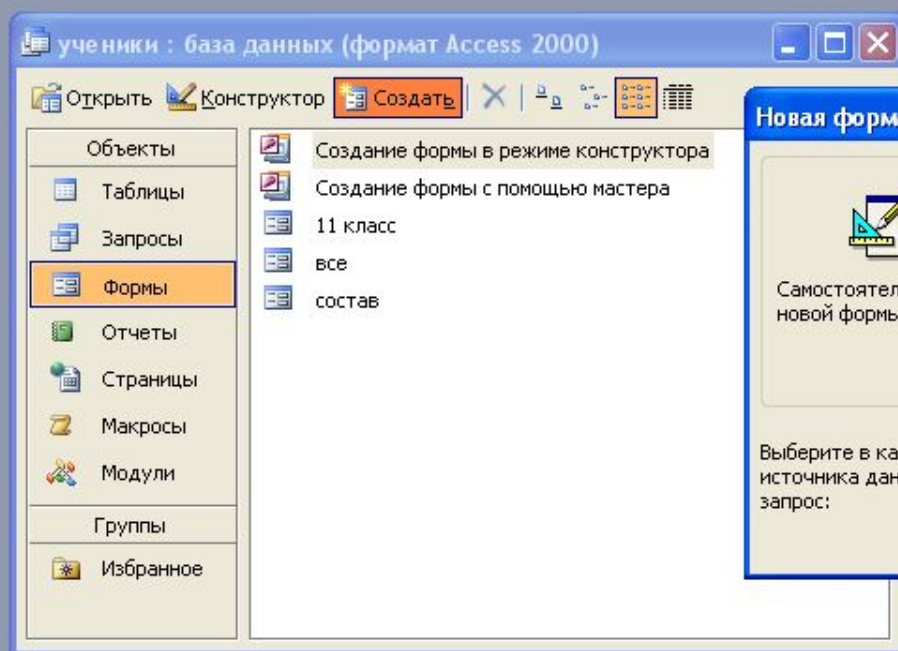 ученики : база данных (формат Access 2000)
Открыть Конструктор Создать
Объекты
Таблицы
Запросы
Формы
Отчеты
Страницы
Макросы
Модули
Группы
Избранное
Создание формы в режиме конструктора
Создание формы с помощью мастера
11 класс
все
состав
Новая форм
Самостоятел
новой формы
Выберите в ка
источника дан
запрос: